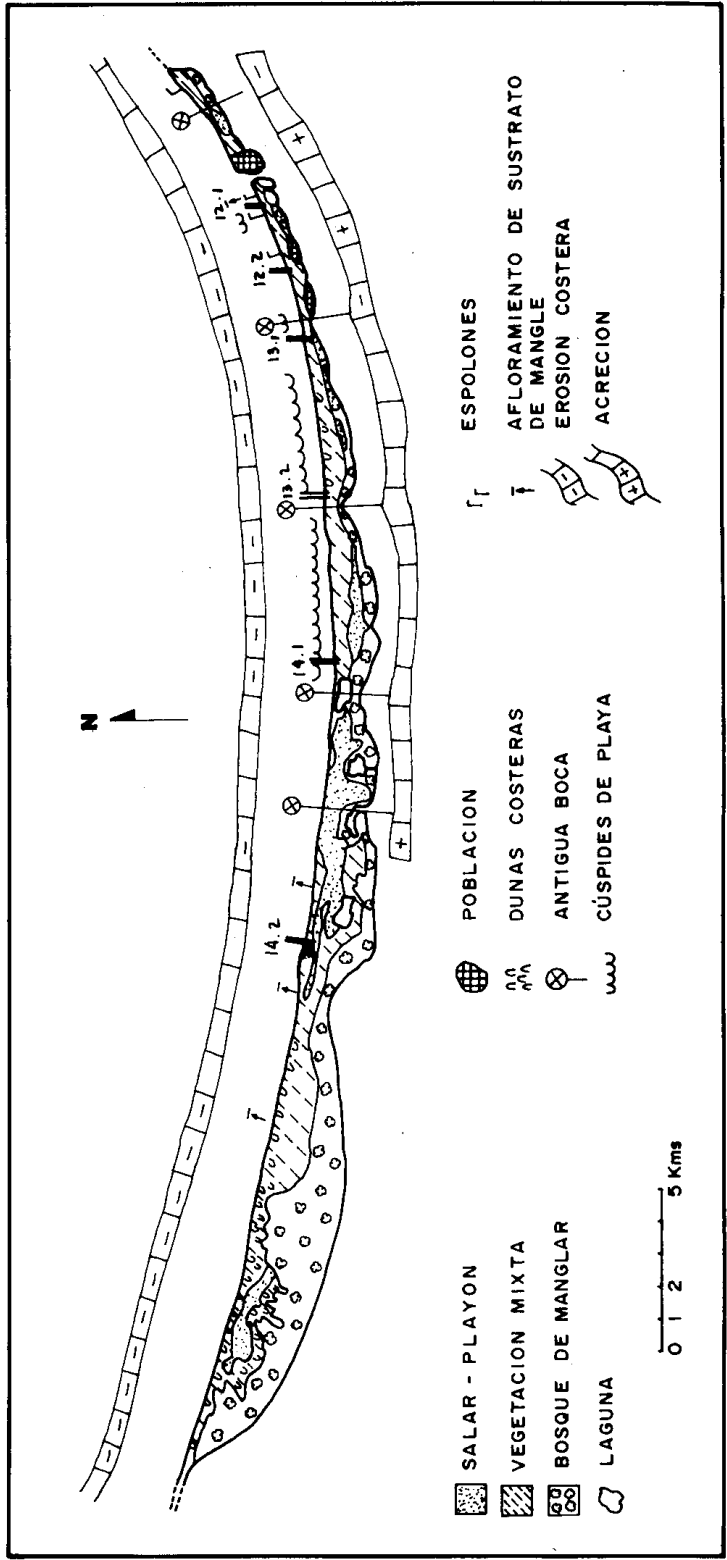 N
12.1
12.2
13.1
13.2
14.1
14.2
SALAR - PLAYON
VEGETACION MIXTA
BOSQUE DE MANGLAR
LAGUNA
POBLACION
DUNAS COSTERAS
ANTIGUA BOCA
CÚSPIDES DE PLAYA
ESPOLONES
AFLORAMIENTO DE SUSTRATO
DE MANGLE
EROSION COSTERA
ACRECION
0 1 2 5 Kms